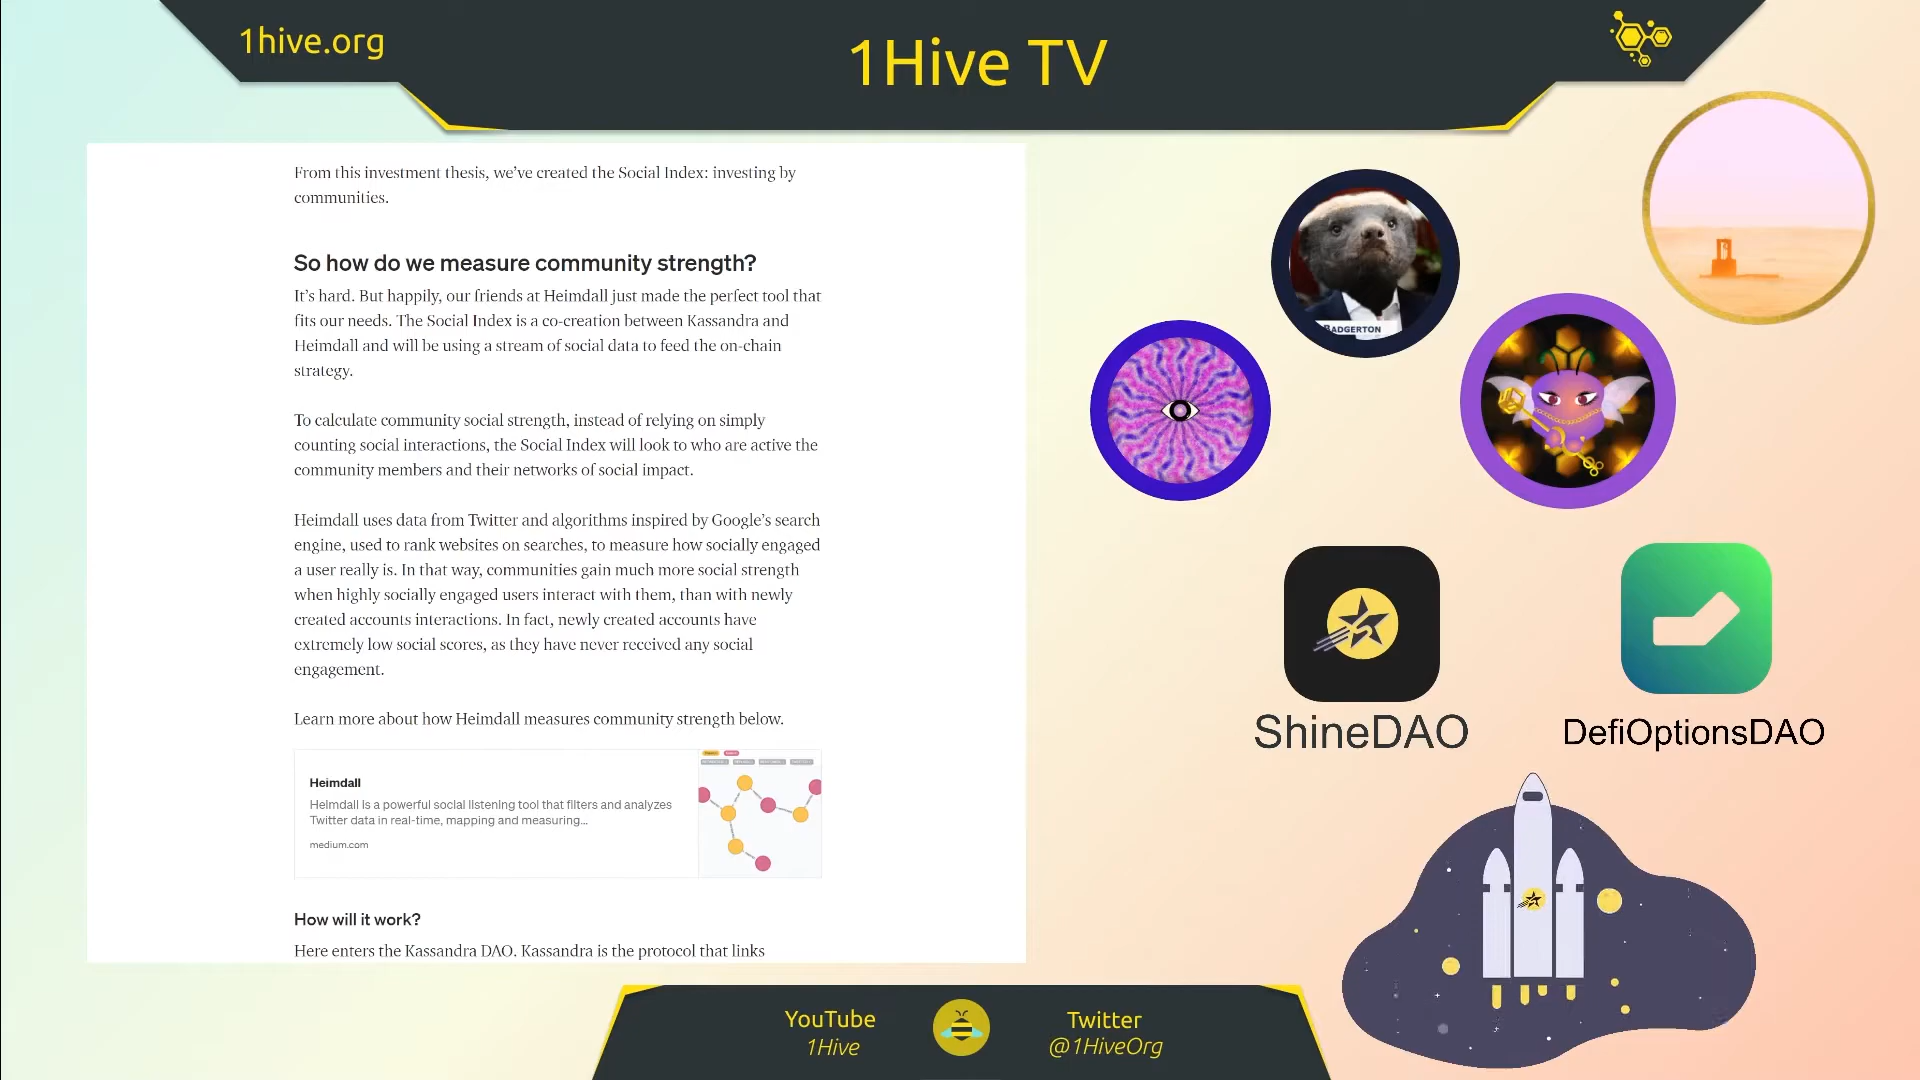 1hive.org
1Hive TV
From this investment thesis, we’ve created the Social Index: investing by
communities.
So how do we measure community strength?
It’s hard. But happily, our friends at Heimdall just made the perfect tool that
fits our needs. The Social Index is a co-creation between Kassandra and
Heimdall and will be using a stream of social data to feed the on-chain
strategy.
To calculate community social strength, instead of relying on simply
counting social interactions, the Social Index will look to who are active the
community members and their networks of social impact.
Heimdall uses data from Twitter and algorithms inspired by Google’s search
engine, used to rank websites on searches, to measure how socially engaged
a user really is. In that way, communities gain much more social strength
when highly socially engaged users interact with them, than with newly
created accounts interactions. In fact, newly created accounts have
extremely low social scores, as they have never received any social
engagement.
Learn more about how Heimdall measures community strength below.
Heimdall
Heimdall is a powerful social listening tool that filters and analyzes
Twitter data in real-time, mapping and measuring...
medium.com
How will it work?
Here enters the Kassandra DAO. Kassandra is the protocol that links
BADGERTON
ShineDAO
DefiOptionsDAO
YouTube
1Hive
Twitter
@1HiveOrg